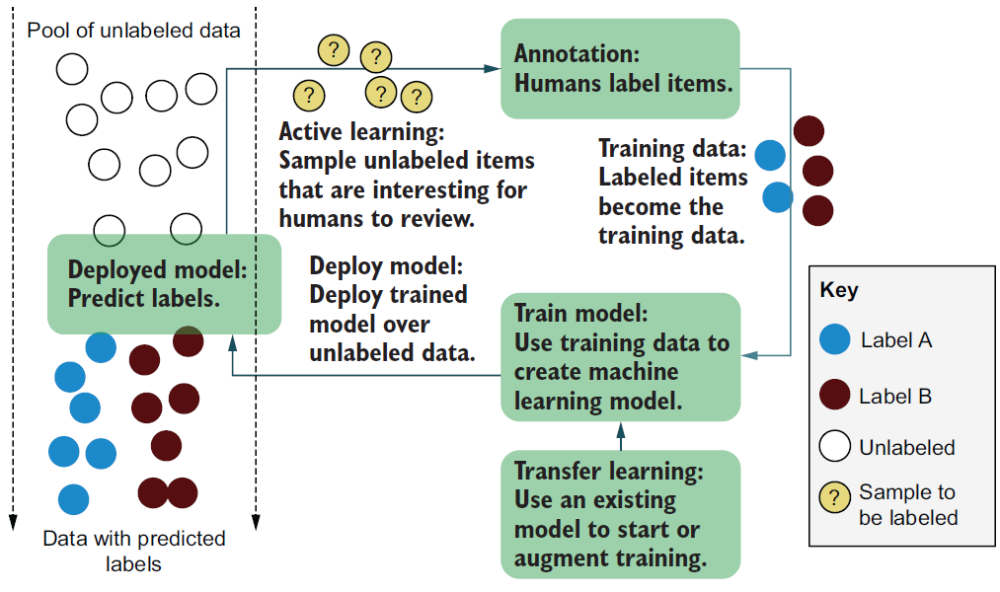 Pool of unlabeled data
?
?
?
?
?
Annotation:
Humans label items.
Active learning:
Sample unlabeled items
that are interesting for
humans to review.
Training data:
Labeled items
become the
training data.
Deployed model:
Predict labels.
Deploy model:
Deploy trained
model over
unlabeled data.
Train model:
Use training data to
create machine
learning model.
Transfer learning:
Use an existing
model to start or
augment training.
Data with predicted
labels
Key
Label A
Label B
Unlabeled
?
Sample to
be labeled